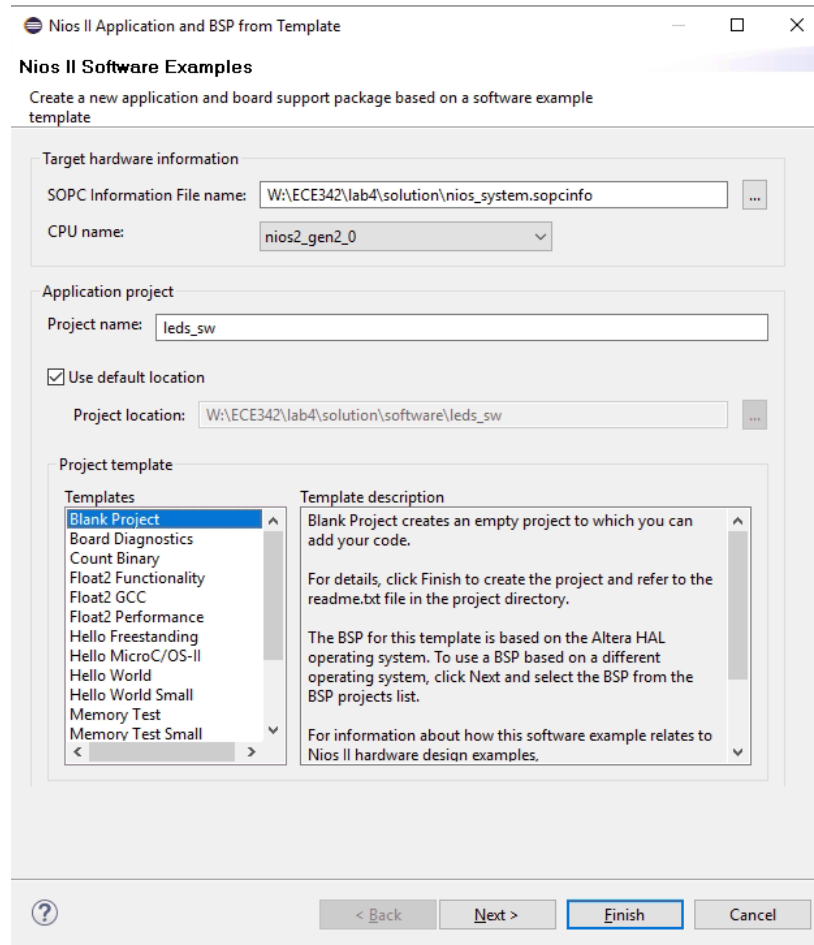 Nios II Application and BSP from Template
Nios II Software Examples
Create a new application and board support package based on a software example
template
Target hardware information
SOPC Information File name:
W:\ECE342\lab4\solution\nios_system.sopcinfo
...
CPU name:
nios2_gen2_0
Application project
Project name:
leds_sw
Use default location
Project location:
W:\ECE342\lab4\solution\software\leds_sw
...
Project template
Templates
Blank Project
Board Diagnostics
Count Binary
Float2 Functionality
Float2 GCC
Float2 Performance
Hello Freestanding
Hello MicroC/OS-II
Hello World
Hello World Small
Memory Test
Memory Test Small
Template description
Blank Project creates an empty project to which you can
add your code.
For details, click Finish to create the project and refer to the
readme.txt file in the project directory.
The BSP for this template is based on the Altera HAL
operating system. To use a BSP based on a different
operating system, click Next and select the BSP from the
BSP projects list.
For information about how this software example relates to
Nios II hardware design examples,
?
< Back
Next >
Finish
Cancel